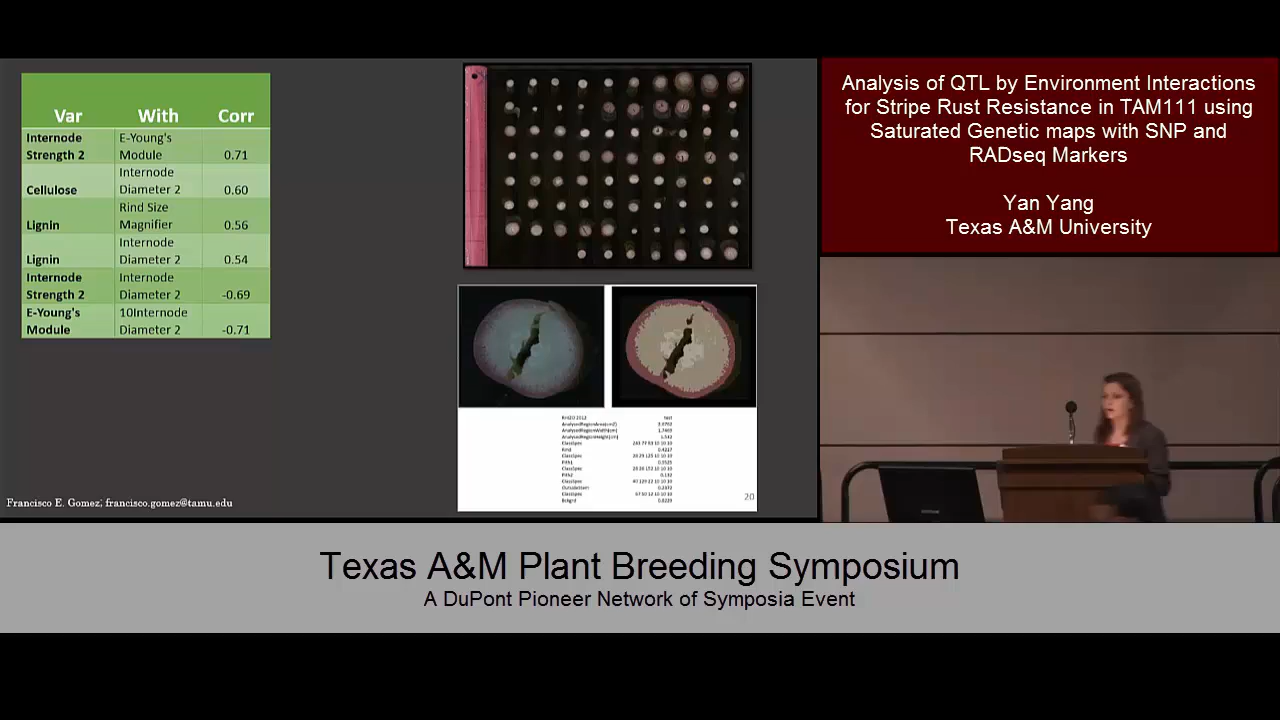 Var With Corr
Internode Strength 2 E-Young's Module 0.71
Cellulose Internode Diameter 2 0.60
Lignin Rind Size Magnifier 0.56
Lignin Internode Diameter 2 0.54
Internode Strength 2 Internode Diameter 2 -0.69
E-Young's Module 10Internode Diameter 2 -0.71
20
Francisco E. Gomez; francisco.gomez@tamu.edu
Analysis of QTL by Environment Interactions
for Stripe Rust Resistance in TAM111 using
Saturated Genetic maps with SNP and
RADseq Markers
Yan Yang
Texas A&M University
Texas A&M Plant Breeding Symposium
A DuPont Pioneer Network of Symposia Event